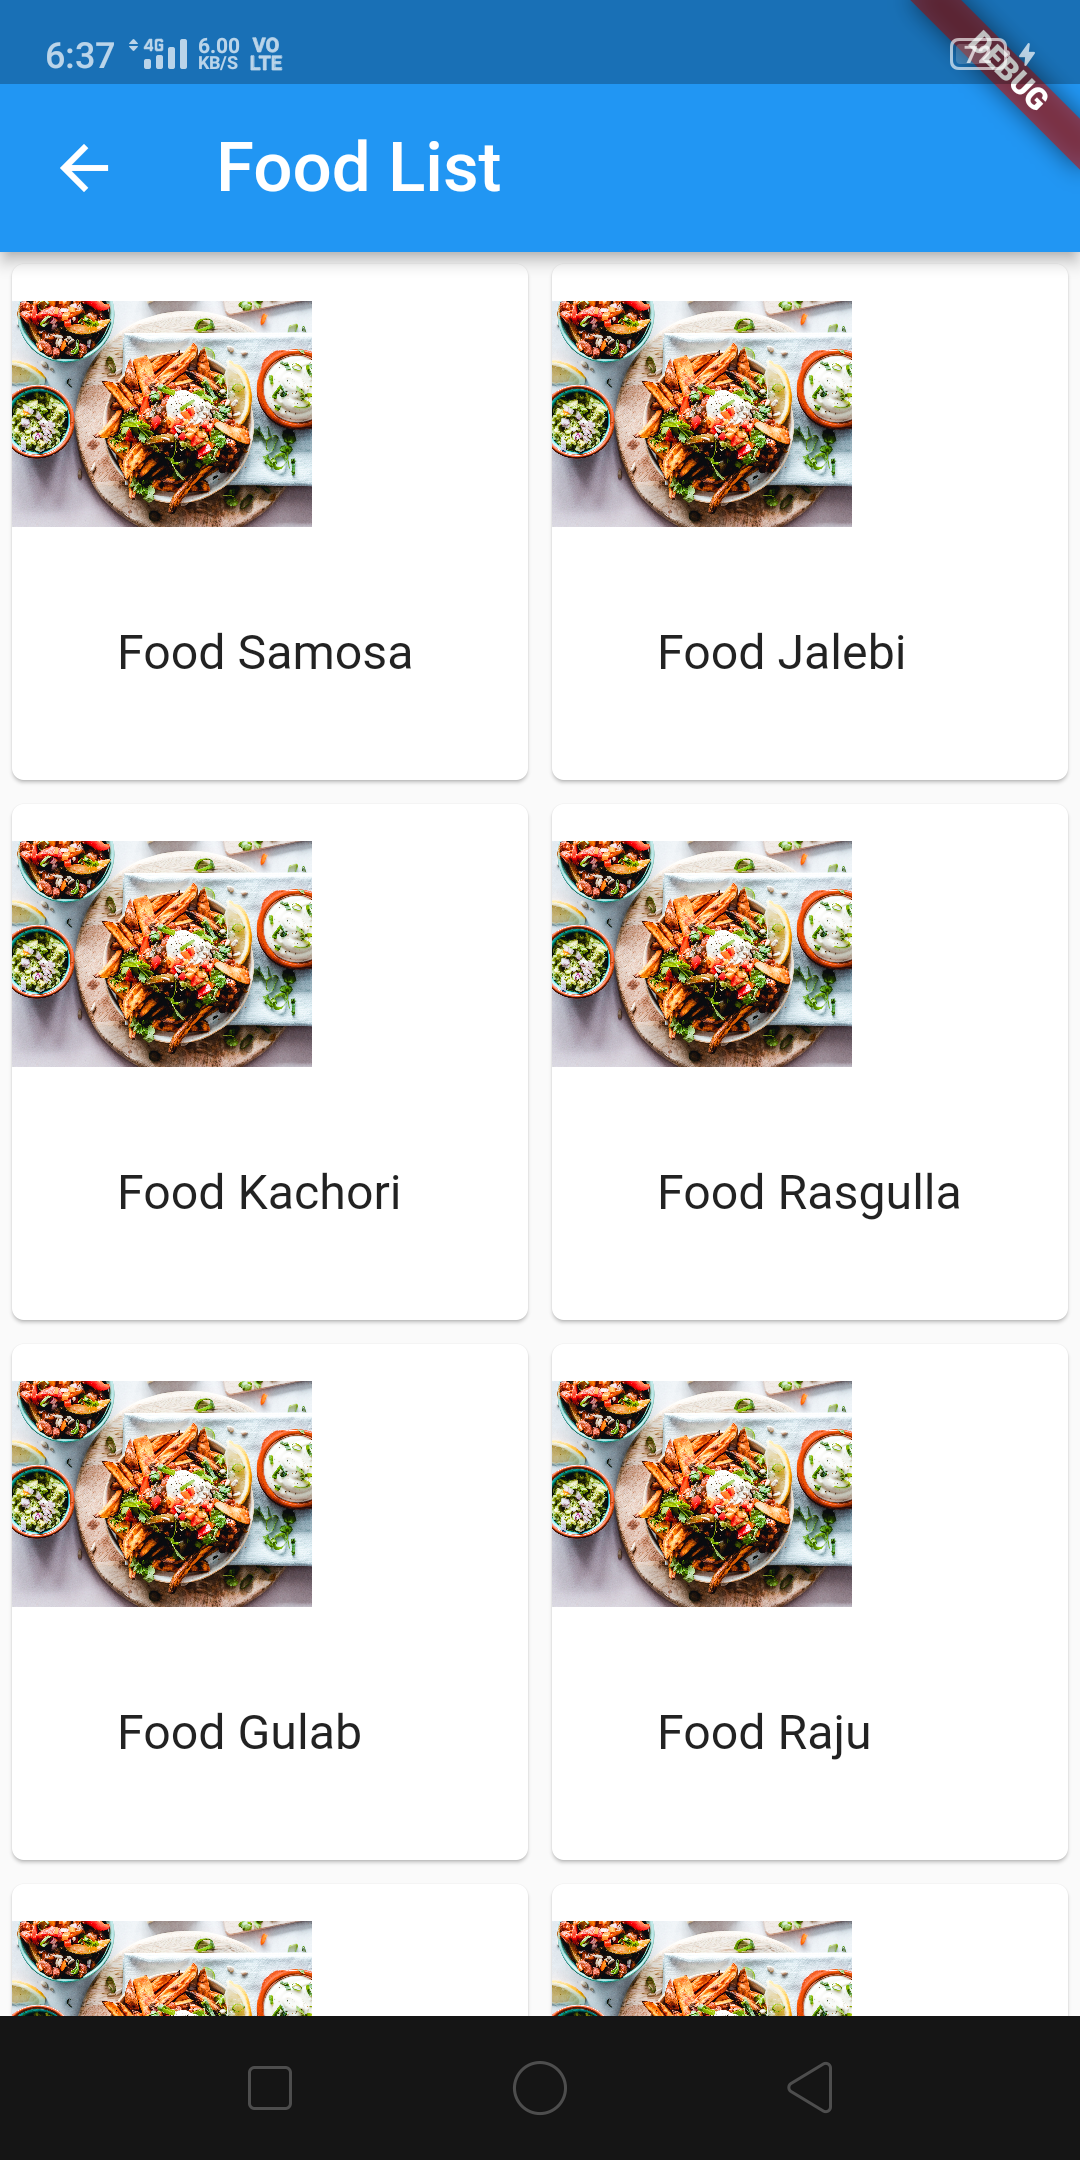 6:37 4G 6.00 KB/S VO LTE
DEBUG
Food List
Food Samosa
Food Jalebi
Food Kachori
Food Rasgulla
Food Gulab
Food Raju